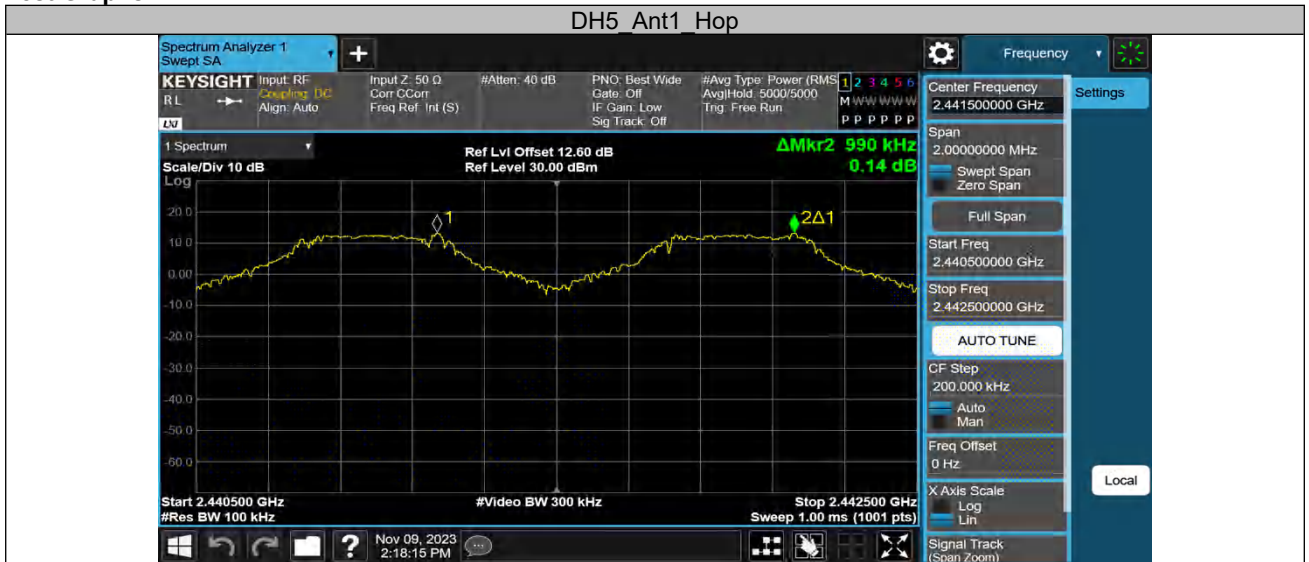 DH5_Ant1_Hop
Spectrum Analyzer 1
Swept SA
Frequency
KEYSIGHT
RL
LXI
Input: RF
Coupling: DC
Align: Auto
Input Z: 50 Ω
Corr CCorr
Freq Ref: Int (S)
#Atten: 40 dB
PNO: Best Wide
Gate: Off
IF Gain: Low
Sig Track: Off
#Avg Type: Power (RMS
Avg|Hold: 5000/5000
Trig: Free Run
1 2 3 4 5 6
M W W W W W
P P P P P P
1 Spectrum
Scale/Div 10 dB
Log
Ref Lvl Offset 12.60 dB
Ref Level 30.00 dBm
ΔMkr2 990 kHz
0.14 dB
20.0
10.0
0.00
-10.0
-20.0
-30.0
-40.0
-50.0
-60.0
1
2Δ1
Start 2.440500 GHz
#Res BW 100 kHz
#Video BW 300 kHz
Stop 2.442500 GHz
Sweep 1.00 ms (1001 pts)
Nov 09, 2023
2:18:15 PM
Center Frequency
2.441500000 GHz
Settings
Span
2.00000000 MHz
Swept Span
Zero Span
Full Span
Start Freq
2.440500000 GHz
Stop Freq
2.442500000 GHz
AUTO TUNE
CF Step
200.000 kHz
Auto
Man
Freq Offset
0 Hz
X Axis Scale
Log
Lin
Local
Signal Track
(Span Zoom)